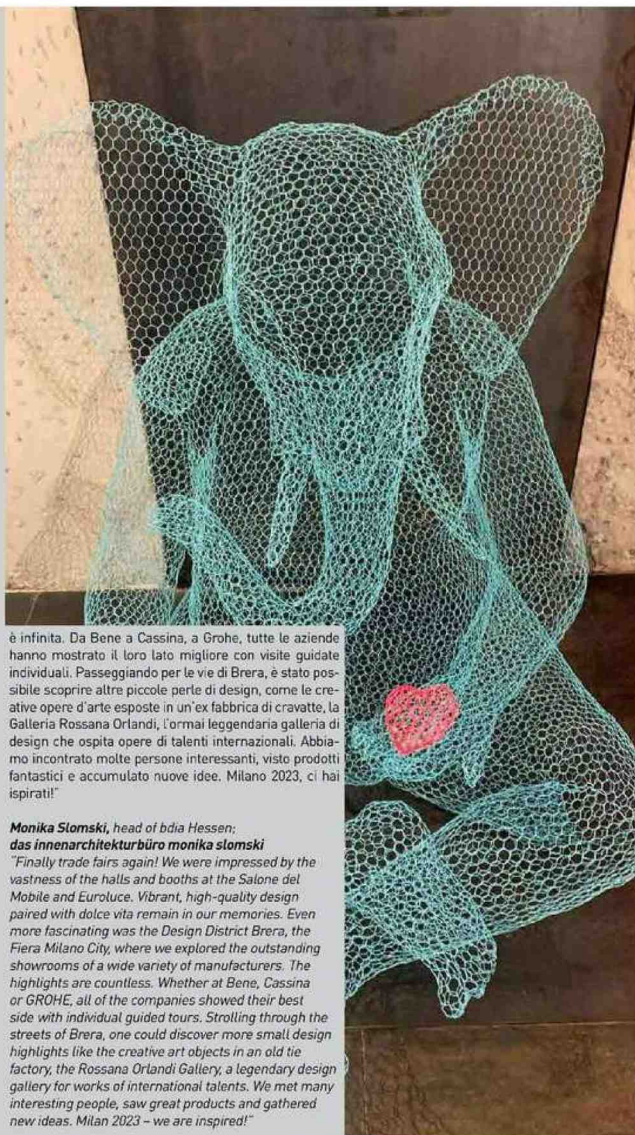 è infinita. Da Bene a Cassina, a Grohe, tutte le aziende
hanno mostrato il loro lato migliore con visite guidate
individuali. Passeggiando per le vie di Brera, è stato pos-
sibile scoprire altre piccole perle di design, come le cre-
ative opere d'arte esposte in un'ex fabbrica di cravatte, la
Galleria Rossana Orlandi, l'ormai leggendaria galleria di
design che ospita opere di talenti internazionali. Abbia-
mo incontrato molte persone interessanti, visto prodotti
fantastici e accumulato nuove idee. Milano 2023, ci hai
ispirati!"
Monika Slomski, head of bdia Hessen;
das innenarchitekturbüro monika slomski
"Finally trade fairs again! We were impressed by the
vastness of the halls and booths at the Salone del
Mobile and Euroluce. Vibrant, high-quality design
paired with dolce vita remain in our memories. Even
more fascinating was the Design District Brera, the
Fiera Milano City, where we explored the outstanding
showrooms of a wide variety of manufacturers. The
highlights are countless. Whether at Bene, Cassina
or GROHE, all of the companies showed their best
side with individual guided tours. Strolling through the
streets of Brera, one could discover more small design
highlights like the creative art objects in an old tie
factory, the Rossana Orlandi Gallery, a legendary design
gallery for works of international talents. We met many
interesting people, saw great products and gathered
new ideas. Milan 2023 – we are inspired!"